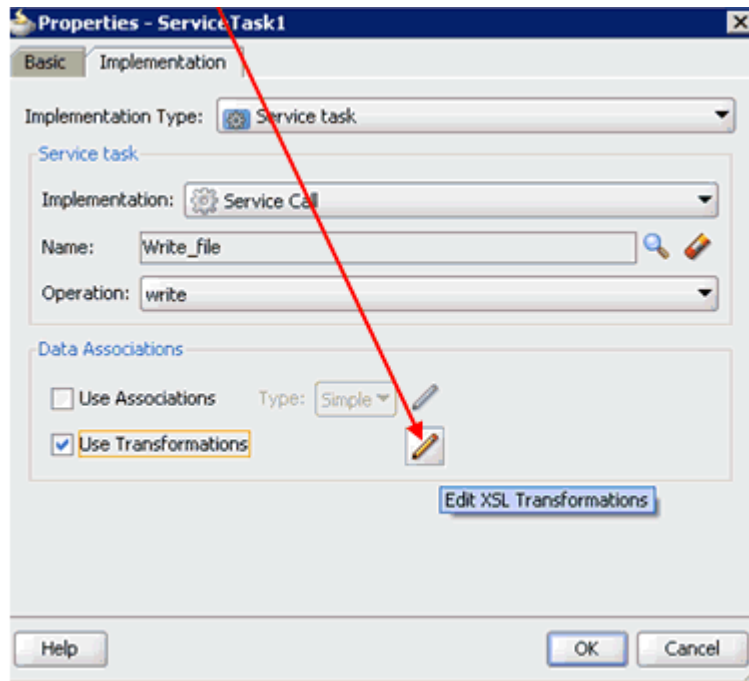 Properties - ServiceTask1
Basic Implementation
Implementation Type: Service task
Service task
Implementation: Service Call
Name: Write_file
Operation: write
Data Associations
Use Associations Type: Simple
Use Transformations
Edit XSL Transformations
Help OK Cancel